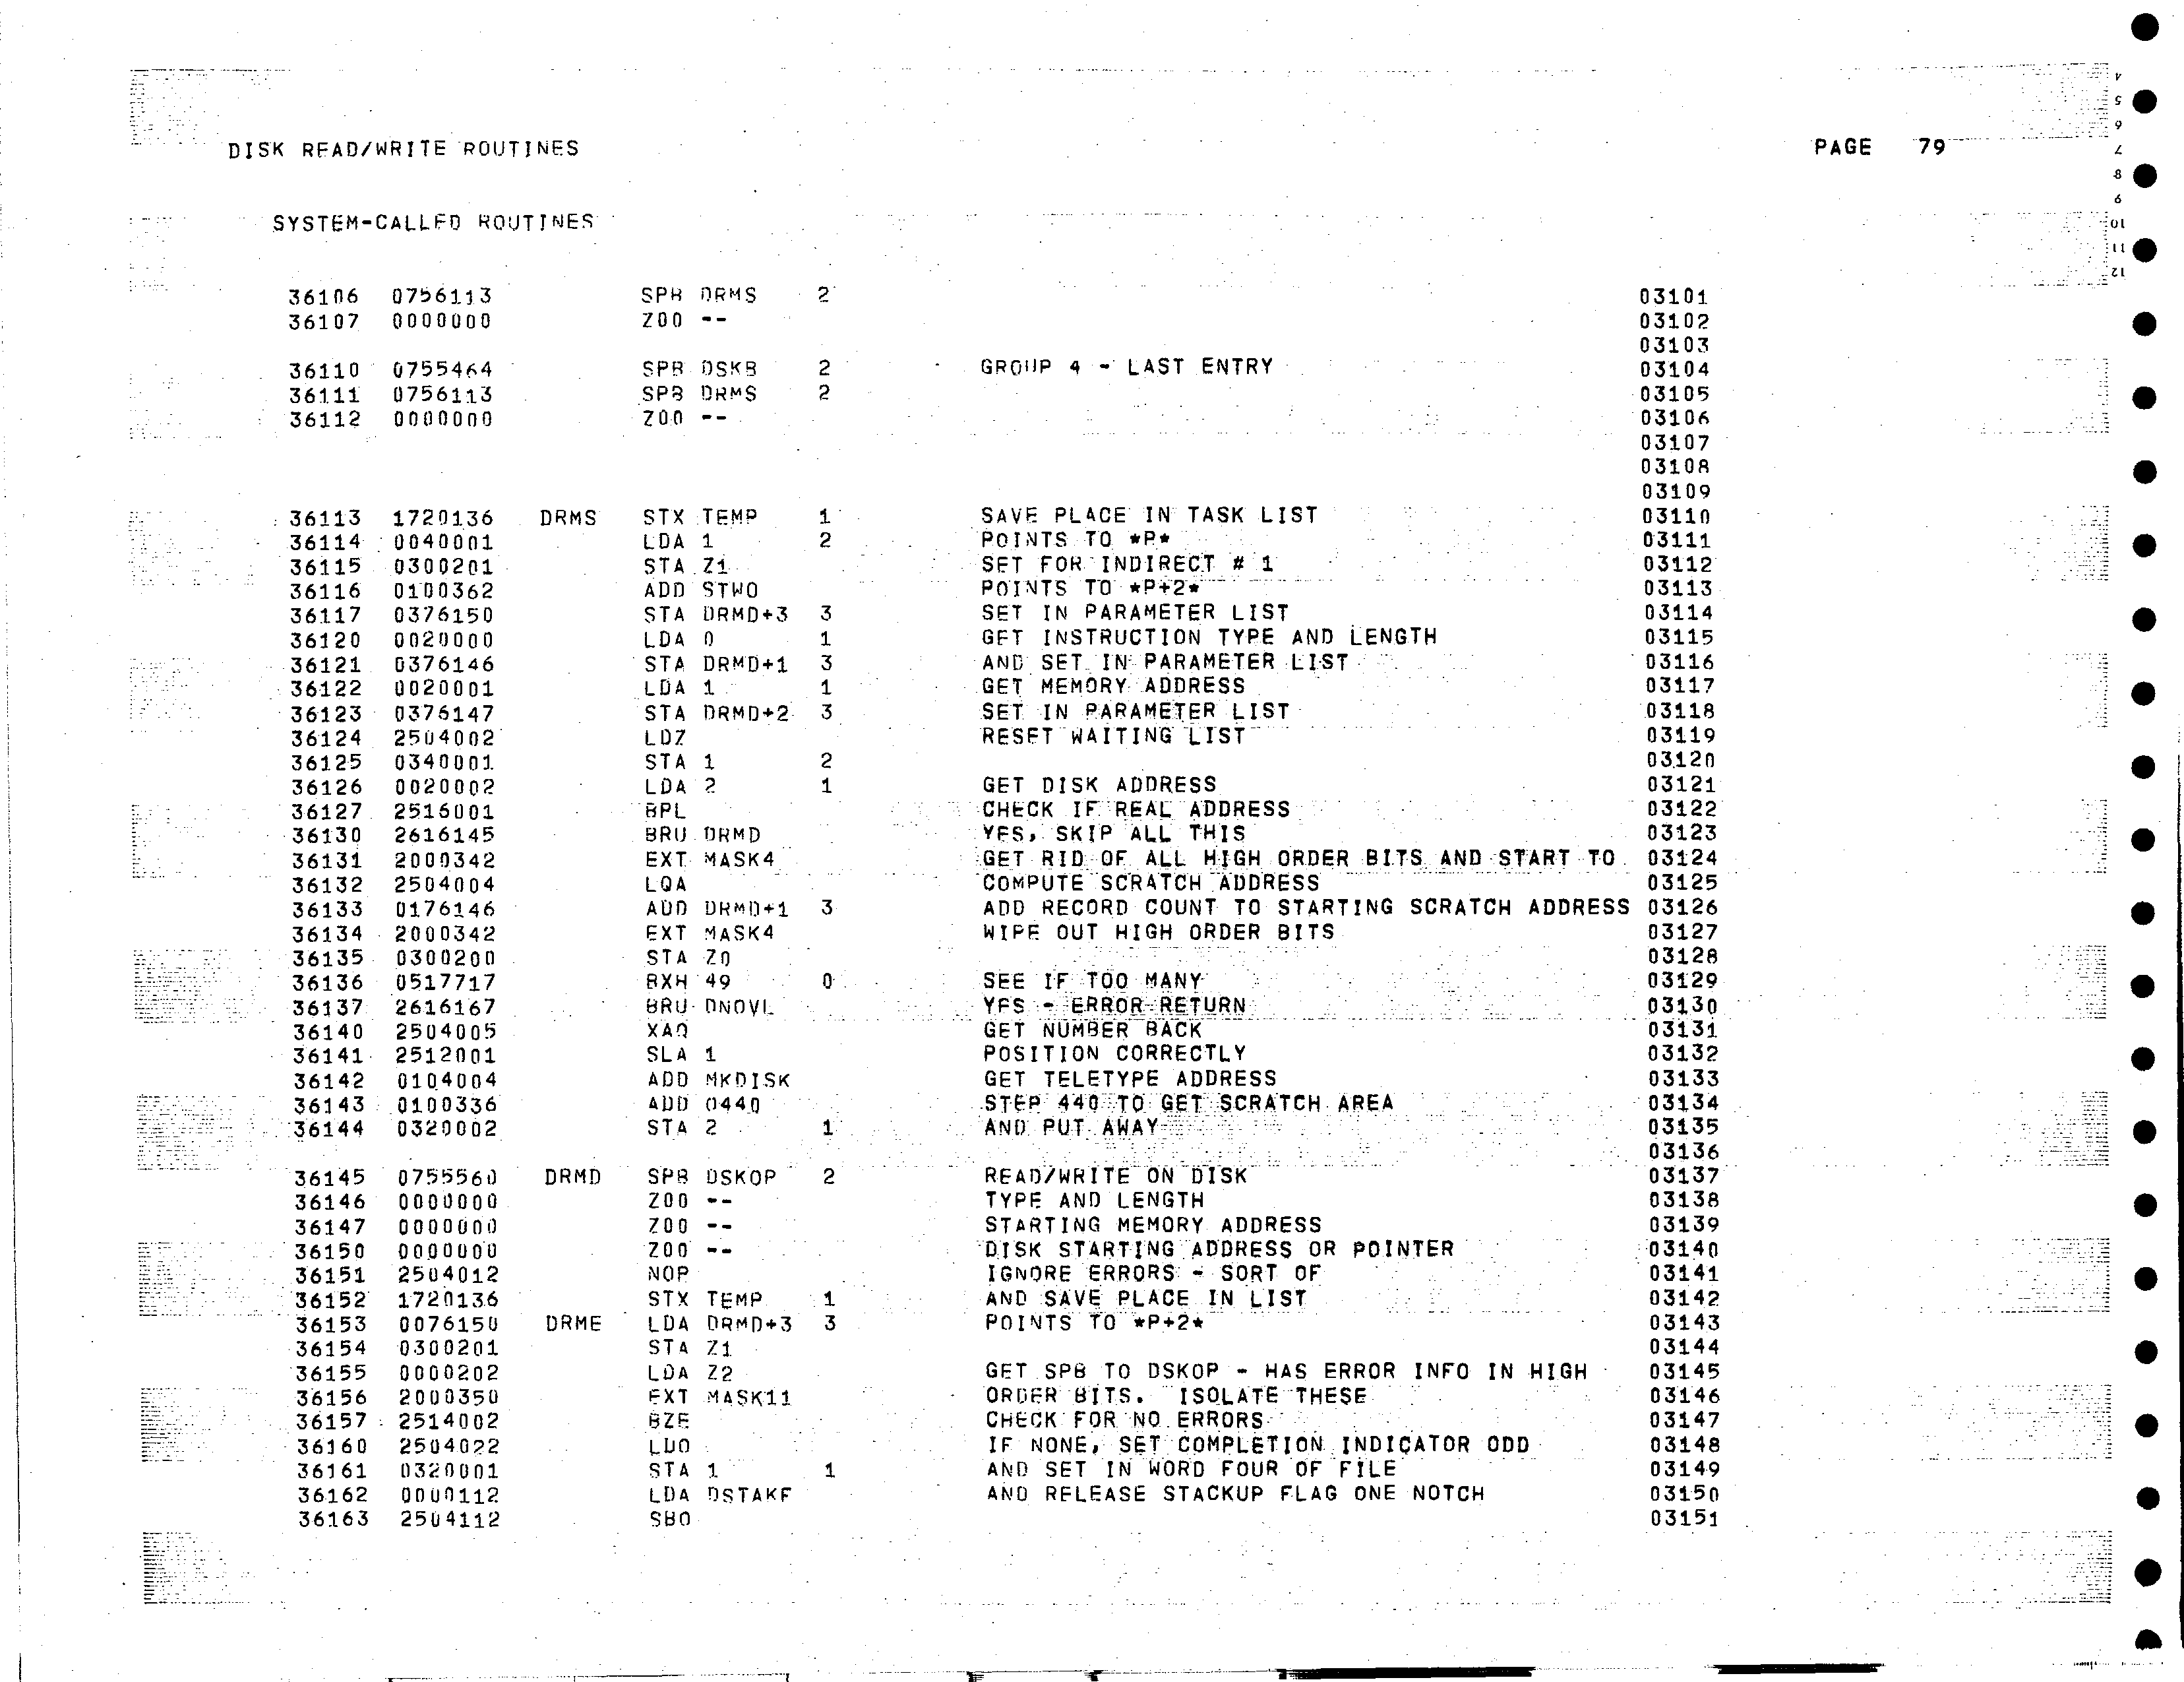 DISK READ/WRITE ROUTINES PAGE 79
SYSTEM-CALLED ROUTINES
36106 0756113 SPB DRMS 2 03101
36107 0000000 Z00 -- 03102
03103
36110 0755464 SPB DSKB 2 GROUP 4 - LAST ENTRY 03104
36111 0756113 SPB DRMS 2 03105
36112 0000000 Z00 -- 03106
03107
03108
03109
36113 1720136 DRMS STX TEMP 1 SAVE PLACE IN TASK LIST 03110
36114 0040001 LDA 1 2 POINTS TO *P* 03111
36115 0300201 STA Z1 SET FOR INDIRECT # 1 03112
36116 0100362 ADD STWO POINTS TO *P+2* 03113
36117 0376150 STA DRMD+3 3 SET IN PARAMETER LIST 03114
36120 0020000 LDA 0 1 GET INSTRUCTION TYPE AND LENGTH 03115
36121 0376146 STA DRMD+1 3 AND SET IN PARAMETER LIST 03116
36122 0020001 LDA 1 1 GET MEMORY ADDRESS 03117
36123 0376147 STA DRMD+2 3 SET IN PARAMETER LIST 03118
36124 2504002 LDZ RESET WAITING LIST 03119
36125 0340001 STA 1 2 03120
36126 0020002 LDA 2 1 GET DISK ADDRESS 03121
36127 2516001 BPL CHECK IF REAL ADDRESS 03122
36130 2616145 BRU DRMD YES, SKIP ALL THIS 03123
36131 2000342 EXT MASK4 GET RID OF ALL HIGH ORDER BITS AND START TO 03124
36132 2504004 LQA COMPUTE SCRATCH ADDRESS 03125
36133 0176146 ADD DRMD+1 3 ADD RECORD COUNT TO STARTING SCRATCH ADDRESS 03126
36134 2000342 EXT MASK4 WIPE OUT HIGH ORDER BITS 03127
36135 0300200 STA Z0 03128
36136 0517717 BXH 49 0 SEE IF TOO MANY 03129
36137 2616167 BRU DNOVL YES - ERROR RETURN 03130
36140 2504005 XAQ GET NUMBER BACK 03131
36141 2512001 SLA 1 POSITION CORRECTLY 03132
36142 0104004 ADD MKDISK GET TELETYPE ADDRESS 03133
36143 0100336 ADD O440 STEP 440 TO GET SCRATCH AREA 03134
36144 0320002 STA 2 1 AND PUT AWAY 03135
03136
36145 0755560 DRMD SPB DSKOP 2 READ/WRITE ON DISK 03137
36146 0000000 Z00 -- TYPE AND LENGTH 03138
36147 0000000 Z00 -- STARTING MEMORY ADDRESS 03139
36150 0000000 Z00 -- DISK STARTING ADDRESS OR POINTER 03140
36151 2504012 NOP IGNORE ERRORS - SORT OF 03141
36152 1720136 STX TEMP 1 AND SAVE PLACE IN LIST 03142
36153 0076150 DRME LDA DRMD+3 3 POINTS TO *P+2* 03143
36154 0300201 STA Z1 03144
36155 0000202 LDA Z2 GET SPB TO DSKOP - HAS ERROR INFO IN HIGH 03145
36156 2000350 EXT MASK11 ORDER BITS. ISOLATE THESE 03146
36157 2514002 BZE CHECK FOR NO ERRORS 03147
36160 2504022 LDO IF NONE, SET COMPLETION INDICATOR ODD 03148
36161 0320001 STA 1 1 AND SET IN WORD FOUR OF FILE 03149
36162 0000112 LDA DSTAKF AND RELEASE STACKUP FLAG ONE NOTCH 03150
36163 2504112 SBO 03151
4
5
6
7
8
9
10
11
12